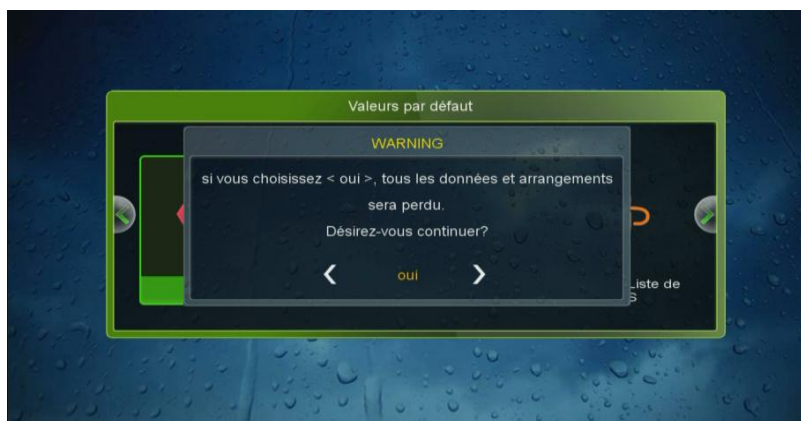 Valeurs par défaut
WARNING
si vous choisissez < oui >, tous les données et arrangements
sera perdu.
Désirez-vous continuer?
oui
Liste de
S